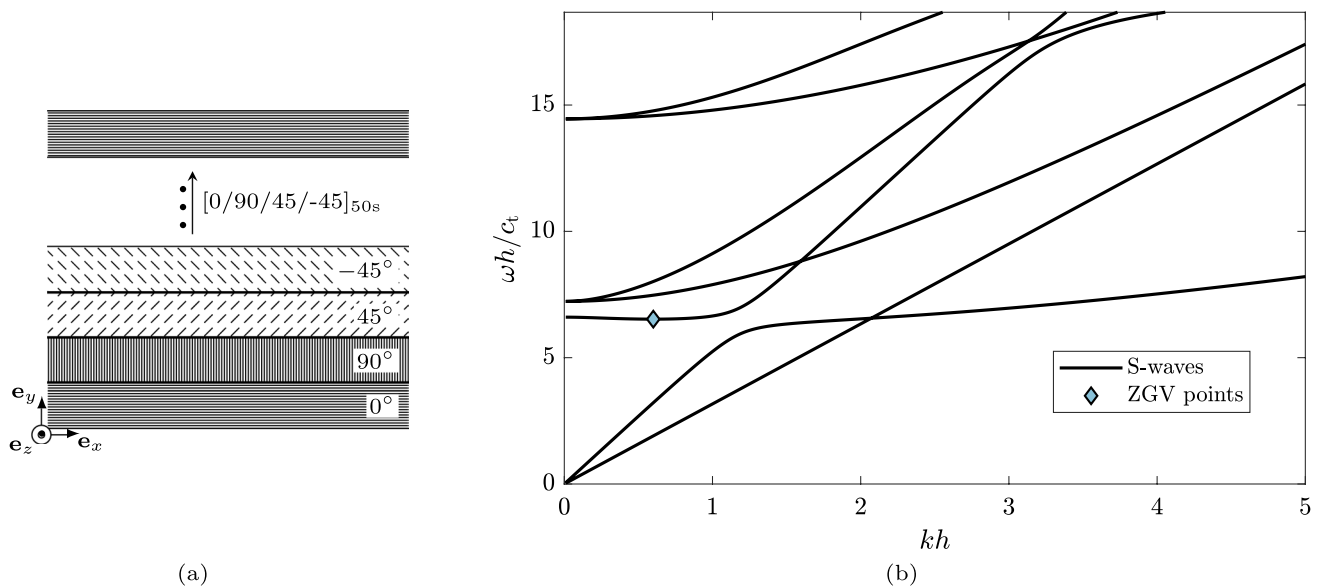 [0/90/45/-45]₅₀ₛ
−45°
45°
90°
0°
e_y
e_z
e_x
(a)
ωh/c_t
15
10
5
0
0 1 2 3 4 5
kh
S-waves
ZGV points
(b)